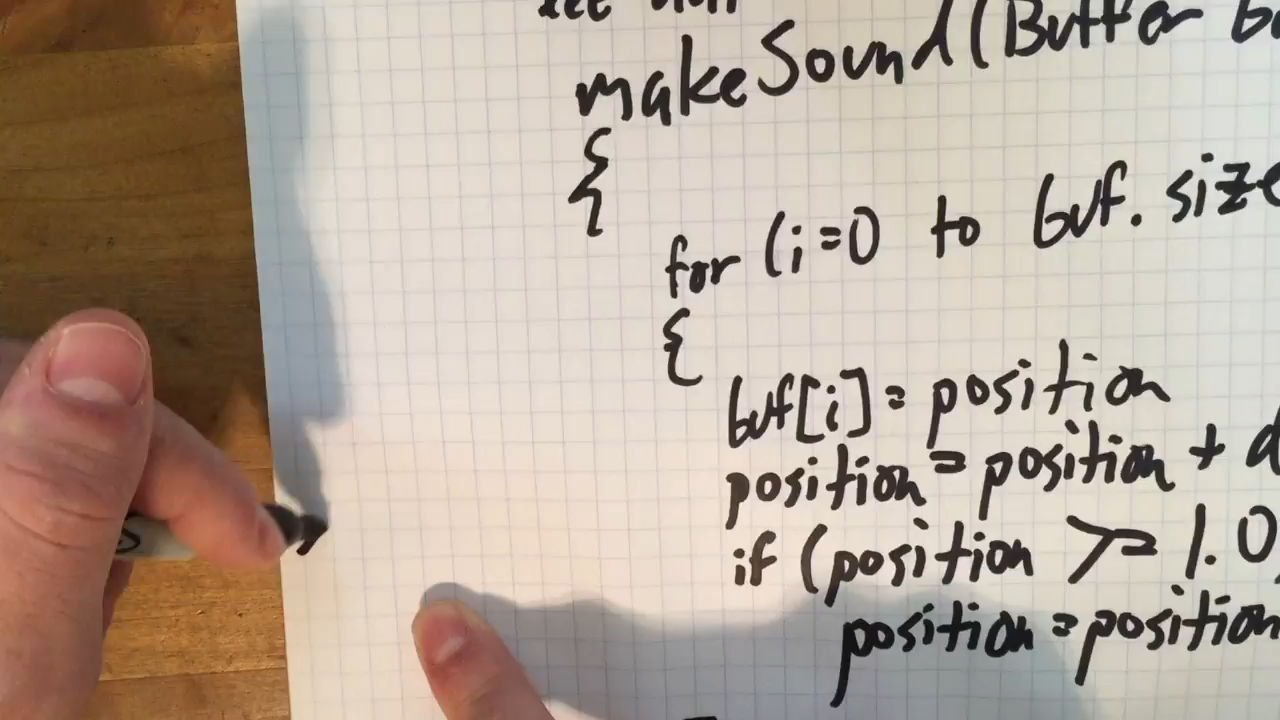 makeSound(Buffer
{
for (i=0 to buf.size
{
buf[i] = position
position = position +
if (position >= 1.0
position = position